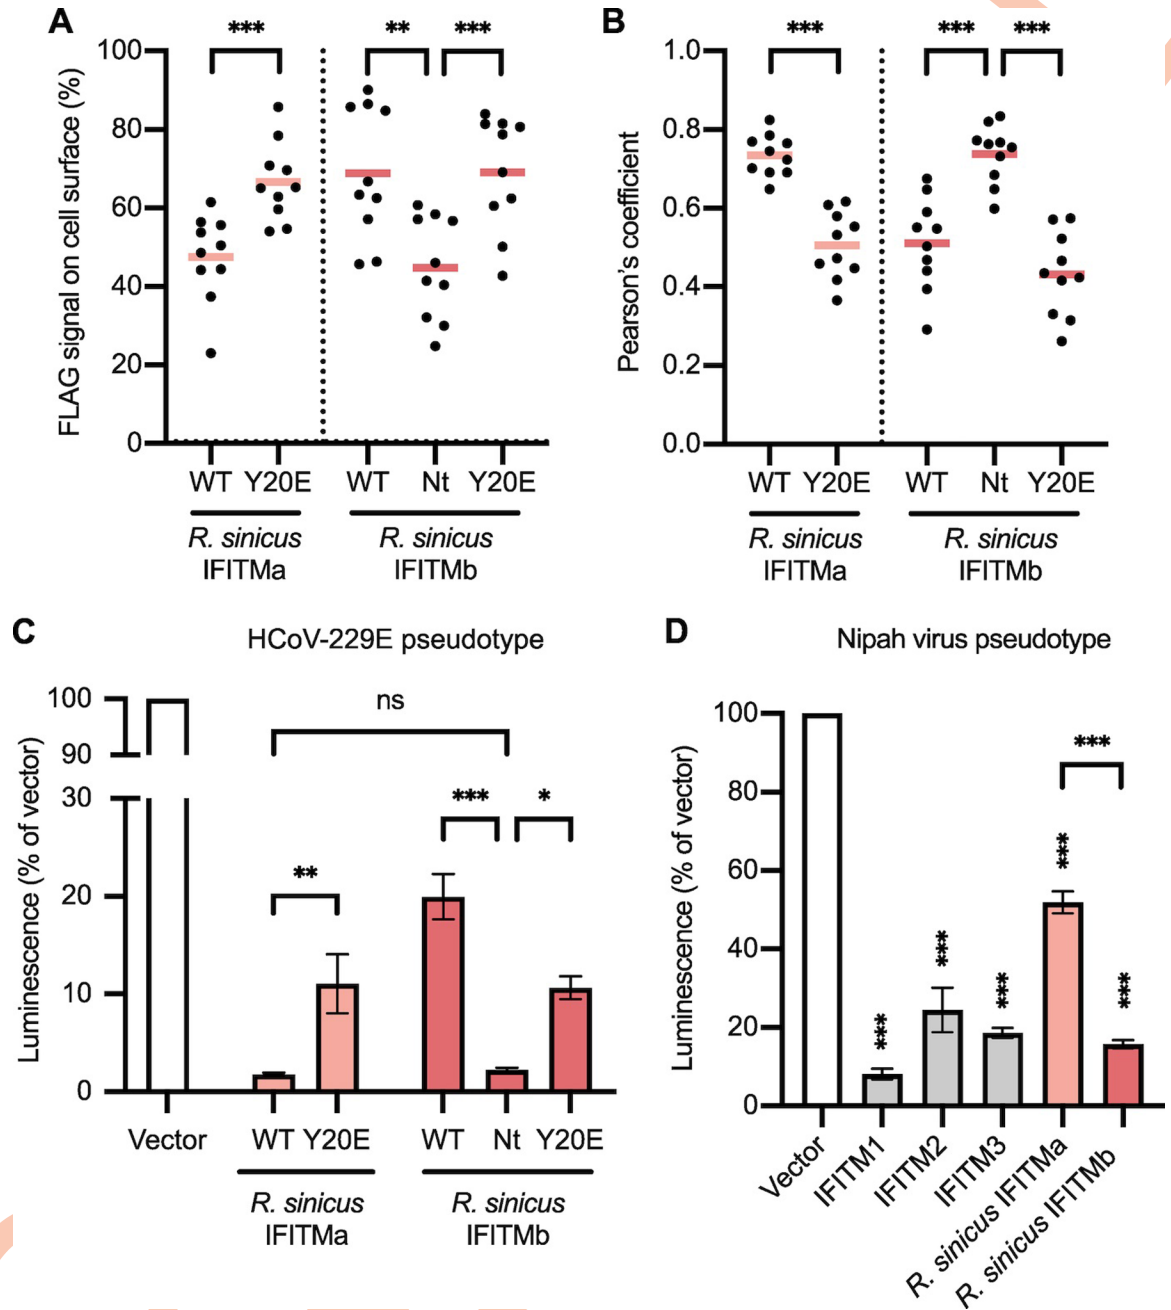 A
B
*** ** ***
*** *** ***
FLAG signal on cell surface (%)
100
80
60
40
20
0
WT Y20E WT Nt Y20E
R. sinicus R. sinicus
IFITMa IFITMb
Pearson's coefficient
1.0
0.8
0.6
0.4
0.2
0.0
WT Y20E WT Nt Y20E
R. sinicus R. sinicus
IFITMa IFITMb
C HCoV-229E pseudotype
Luminescence (% of vector)
100
90
30
20
10
0
ns
*** *
**
Vector WT Y20E WT Nt Y20E
R. sinicus R. sinicus
IFITMa IFITMb
D Nipah virus pseudotype
Luminescence (% of vector)
100
80
60
40
20
0
***
***
***
***
***
***
Vector
IFITM1
IFITM2
IFITM3
R. sinicus IFITMa
R. sinicus IFITMb